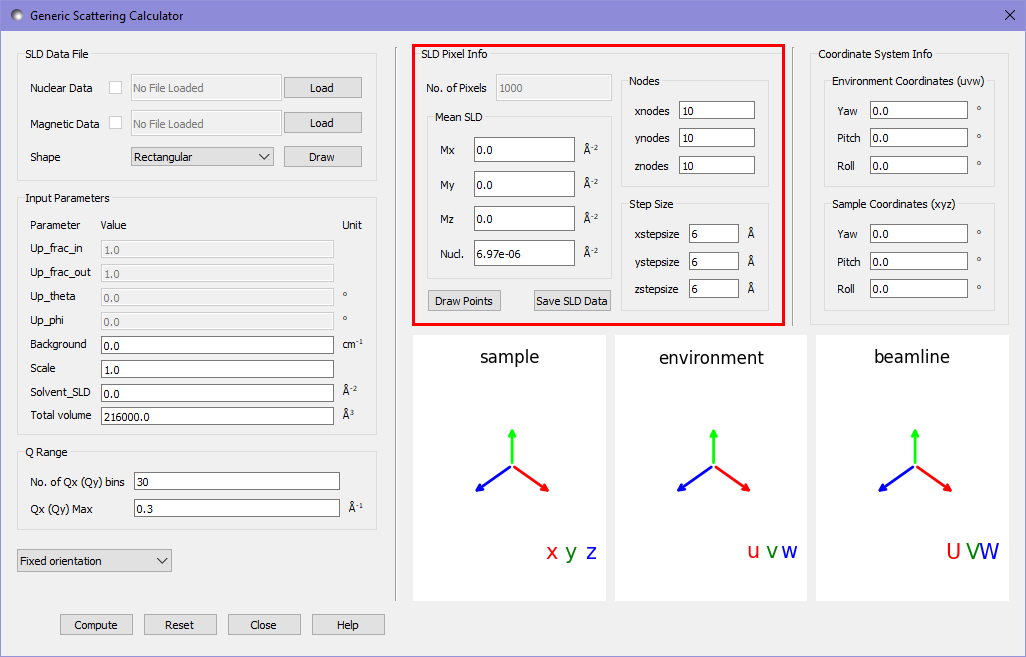 Generic Scattering Calculator
SLD Data File
Nuclear Data No File Loaded Load
Magnetic Data No File Loaded Load
Shape Rectangular Draw
Input Parameters
Parameter Value Unit
Up_frac_in 1.0
Up_frac_out 1.0
Up_theta 0.0 °
Up_phi 0.0 °
Background 0.0 cm⁻¹
Scale 1.0
Solvent_SLD 0.0 Å⁻²
Total volume 216000.0 Å³
Q Range
No. of Qx (Qy) bins 30
Qx (Qy) Max 0.3 Å⁻¹
Fixed orientation
Compute Reset Close Help
SLD Pixel Info
No. of Pixels 1000
Mean SLD
Mx 0.0 Å⁻²
My 0.0 Å⁻²
Mz 0.0 Å⁻²
Nucl. 6.97e-06 Å⁻²
Draw Points Save SLD Data
Nodes
xnodes 10
ynodes 10
znodes 10
Step Size
xstepsize 6 Å
ystepsize 6 Å
zstepsize 6 Å
Coordinate System Info
Environment Coordinates (uvw)
Yaw 0.0 °
Pitch 0.0 °
Roll 0.0 °
Sample Coordinates (xyz)
Yaw 0.0 °
Pitch 0.0 °
Roll 0.0 °
sample
x y z
environment
u v w
beamline
U V W